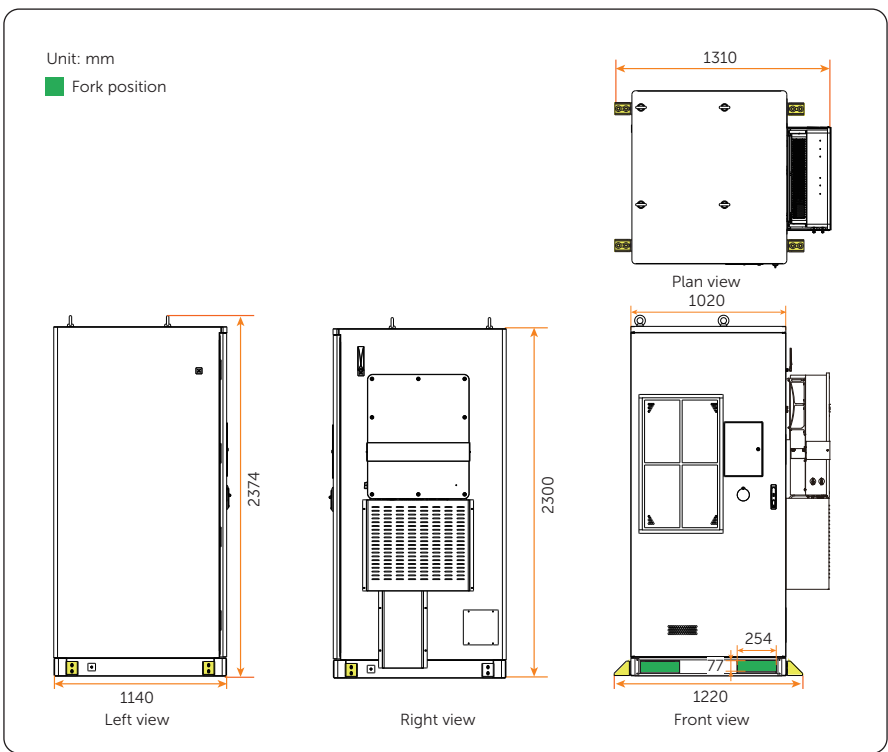 Unit: mm
Fork position
1310
Plan view
1020
2374
2300
254
77
1140
1220
Left view
Right view
Front view